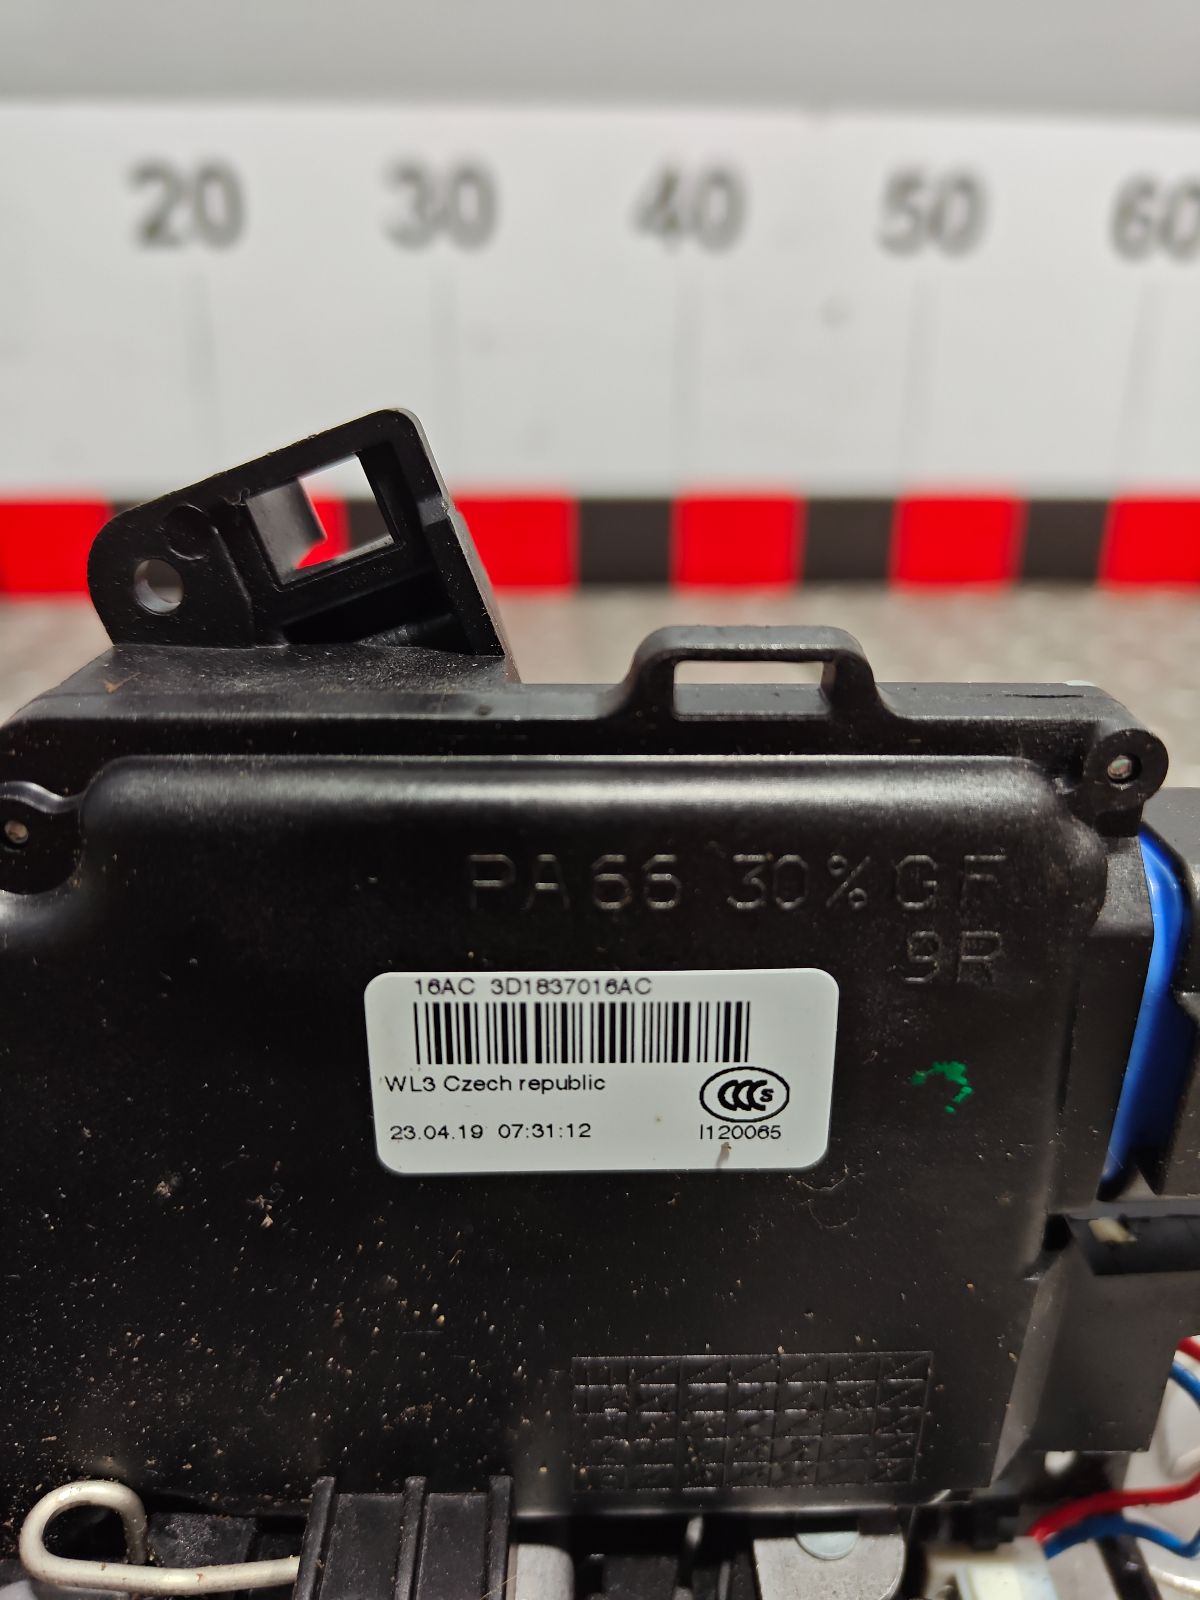 20 30 40 50 60
PA66 30%GF
9R
16AC 3D1837016AC
WL3 Czech republic
CCC S
23.04.19 07:31:12
I120065